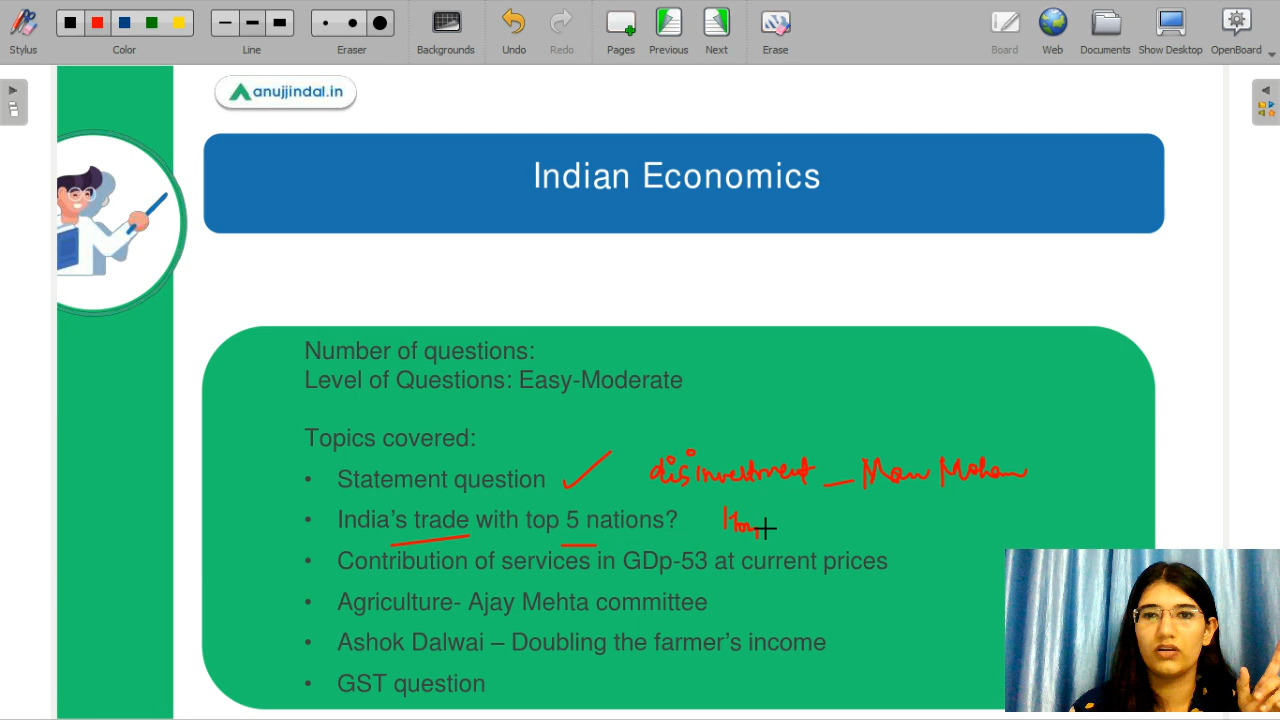 Stylus
Color
Line
Eraser
Backgrounds
Undo
Redo
Pages
Previous
Next
Erase
Board
Web
Documents
Show Desktop
OpenBoard
anujjindal.in
Indian Economics
Number of questions:
Level of Questions: Easy-Moderate
Topics covered:
• Statement question
disinvestment – Man Mohan
• India's trade with top 5 nations?
• Contribution of services in GDp-53 at current prices
• Agriculture- Ajay Mehta committee
• Ashok Dalwai – Doubling the farmer's income
• GST question